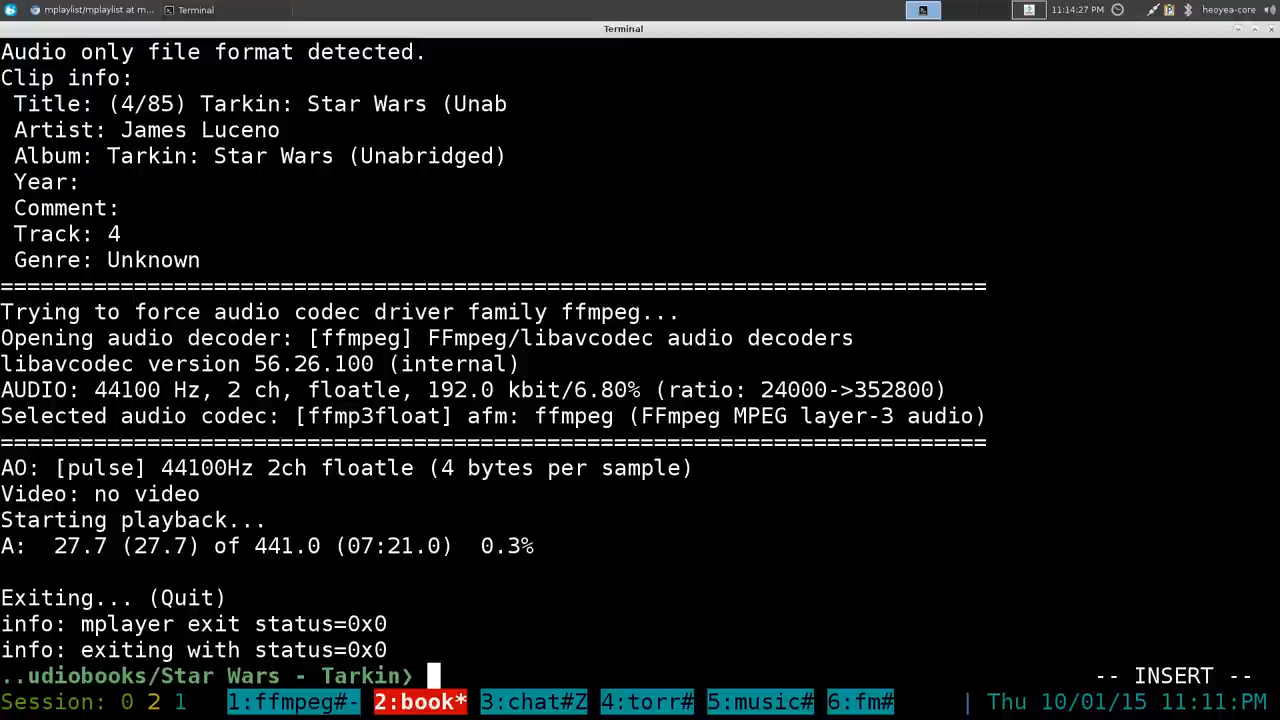 mplaylist/mplaylist at m... Terminal 11:14:27 PM heoyea-core
Terminal
Audio only file format detected.
Clip info:
Title: (4/85) Tarkin: Star Wars (Unab
Artist: James Luceno
Album: Tarkin: Star Wars (Unabridged)
Year:
Comment:
Track: 4
Genre: Unknown
==========================================================================
Trying to force audio codec driver family ffmpeg...
Opening audio decoder: [ffmpeg] FFmpeg/libavcodec audio decoders
libavcodec version 56.26.100 (internal)
AUDIO: 44100 Hz, 2 ch, floatle, 192.0 kbit/6.80% (ratio: 24000->352800)
Selected audio codec: [ffmp3float] afm: ffmpeg (FFmpeg MPEG layer-3 audio)
==========================================================================
AO: [pulse] 44100Hz 2ch floatle (4 bytes per sample)
Video: no video
Starting playback...
A:  27.7 (27.7) of 441.0 (07:21.0)  0.3%
Exiting... (Quit)
info: mplayer exit status=0x0
info: exiting with status=0x0
..udiobooks/Star Wars - Tarkin❯ -- INSERT --
Session: 0 2 1 1:ffmpeg#- 2:book* 3:chat#Z 4:torr# 5:music# 6:fm# | Thu 10/01/15 11:11:PM